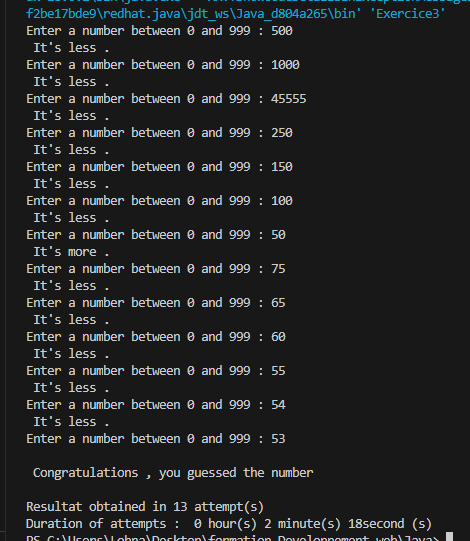 f2be17bde9\redhat.java\jdt_ws\Java_d804a265\bin' 'Exercice3'
Enter a number between 0 and 999 : 500
It's less .
Enter a number between 0 and 999 : 1000
It's less .
Enter a number between 0 and 999 : 45555
It's less .
Enter a number between 0 and 999 : 250
It's less .
Enter a number between 0 and 999 : 150
It's less .
Enter a number between 0 and 999 : 100
It's less .
Enter a number between 0 and 999 : 50
It's more .
Enter a number between 0 and 999 : 75
It's less .
Enter a number between 0 and 999 : 65
It's less .
Enter a number between 0 and 999 : 60
It's less .
Enter a number between 0 and 999 : 55
It's less .
Enter a number between 0 and 999 : 54
It's less .
Enter a number between 0 and 999 : 53
Congratulations , you guessed the number
Resultat obtained in 13 attempt(s)
Duration of attempts :  0 hour(s) 2 minute(s) 18second (s)
PS C:\Users\Lehna\Desktop\formation Developpement web\Java>